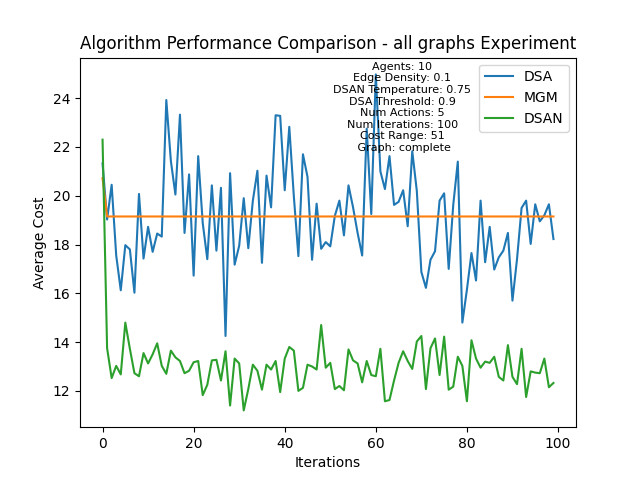 Algorithm Performance Comparison - all graphs Experiment
Agents: 10
Edge Density: 0.1
DSAN Temperature: 0.75
DSA Threshold: 0.9
Num Actions: 5
Num Iterations: 100
Cost Range: 51
Graph: complete
DSA
MGM
DSAN
Average Cost
24
22
20
18
16
14
12
0
20
40
60
80
100
Iterations